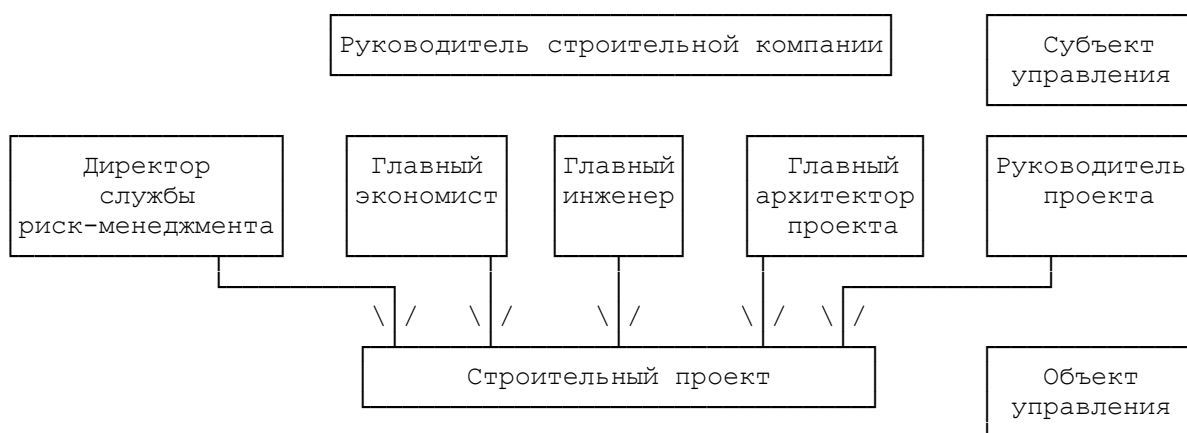 Руководитель строительной компании
Субъект
управления
Директор
службы
риск-менеджмента
Главный
экономист
Главный
инженер
Главный
архитектор
проекта
Руководитель
проекта
Строительный проект
Объект
управления